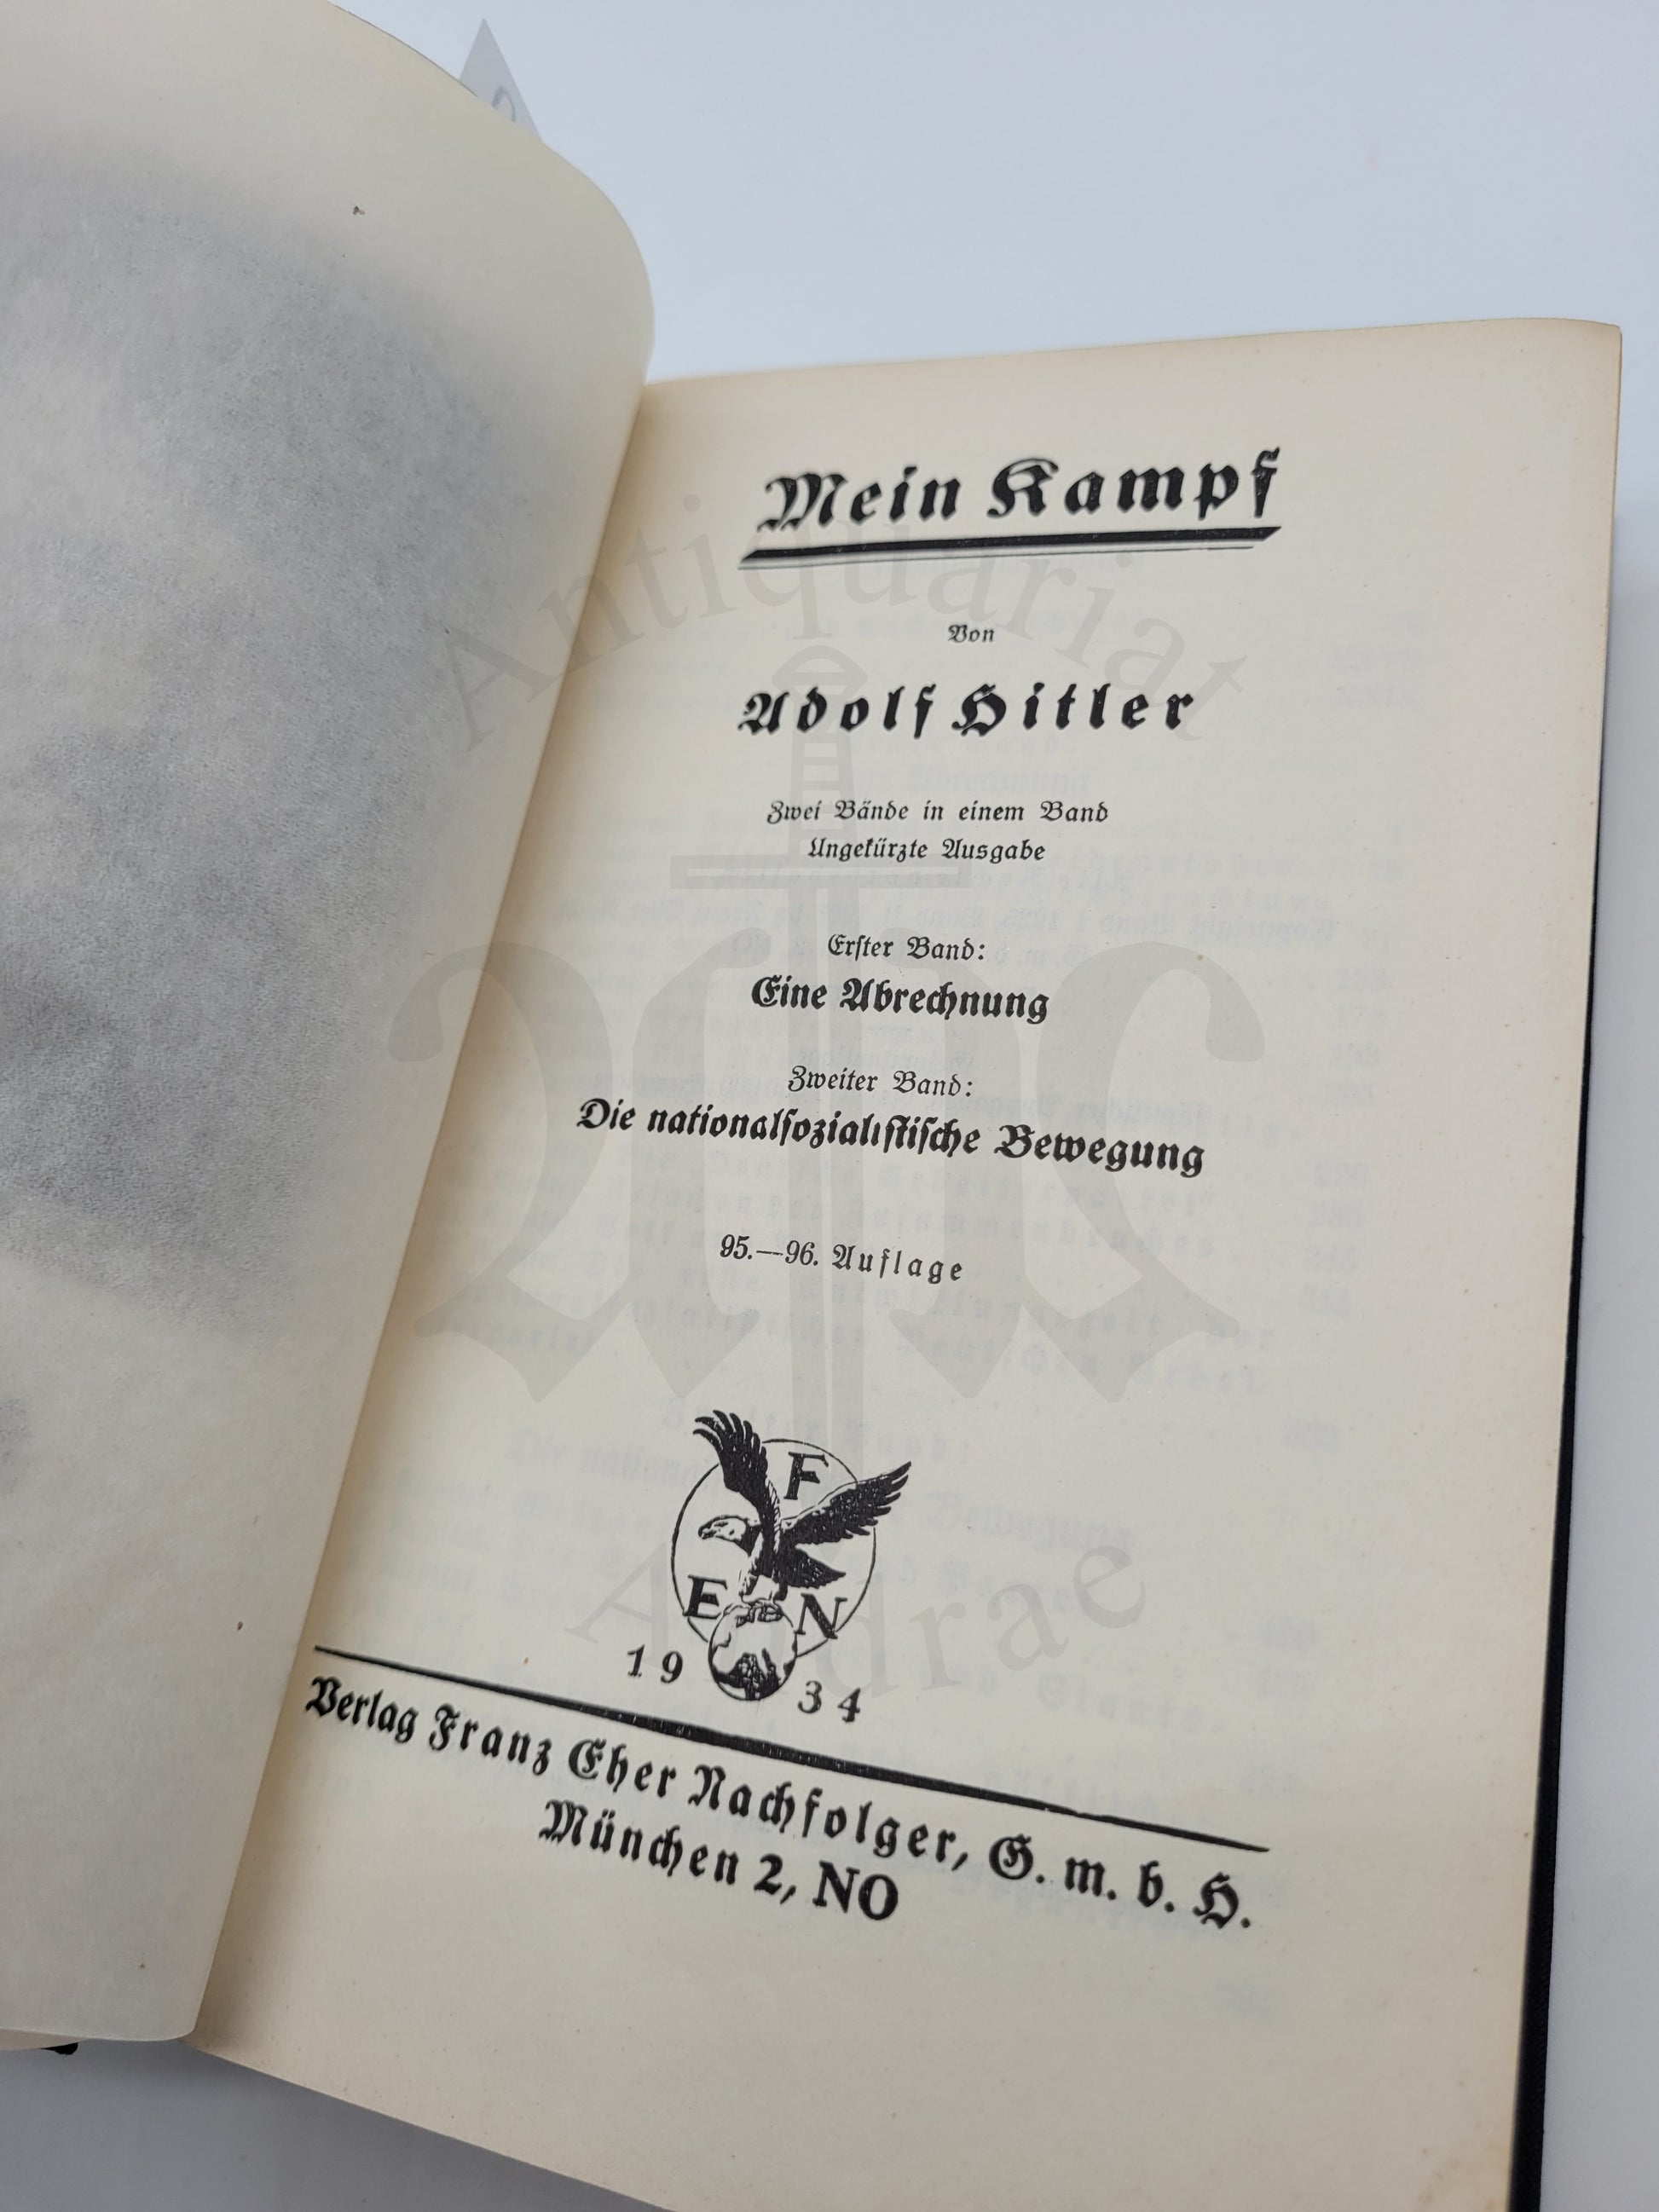 Mein Kampf
Von
Adolf Hitler
Zwei Bände in einem Band
Ungekürzte Ausgabe
Erster Band:
Eine Abrechnung
Zweiter Band:
Die nationalsozialistische Bewegung
95.—96. Auflage
F
E N
19 34
Verlag Franz Eher Nachfolger, G. m. b. H.
München 2, NO
Antiquariat
Andrae